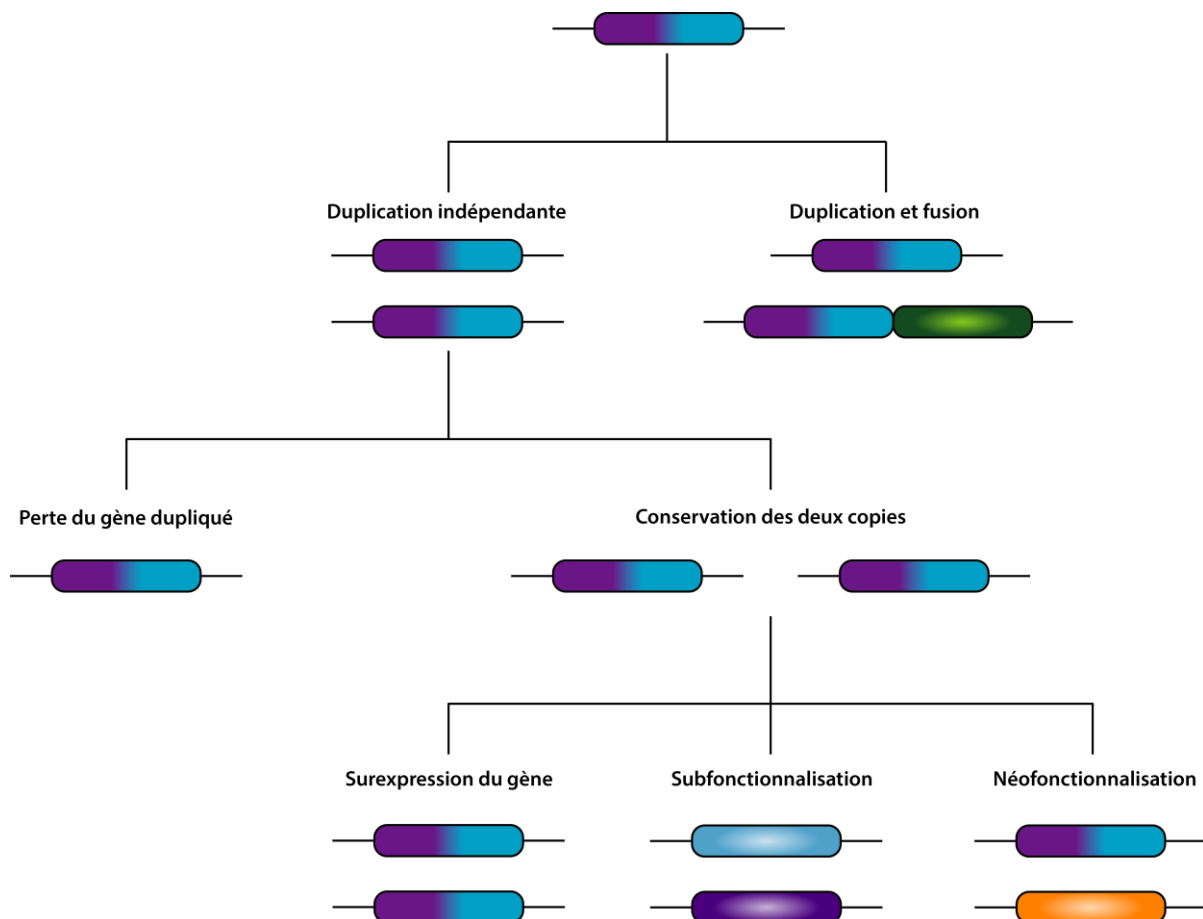 Duplication indépendante
Duplication et fusion
Perte du gène dupliqué
Conservation des deux copies
Surexpression du gène
Subfonctionnalisation
Néofonctionnalisation